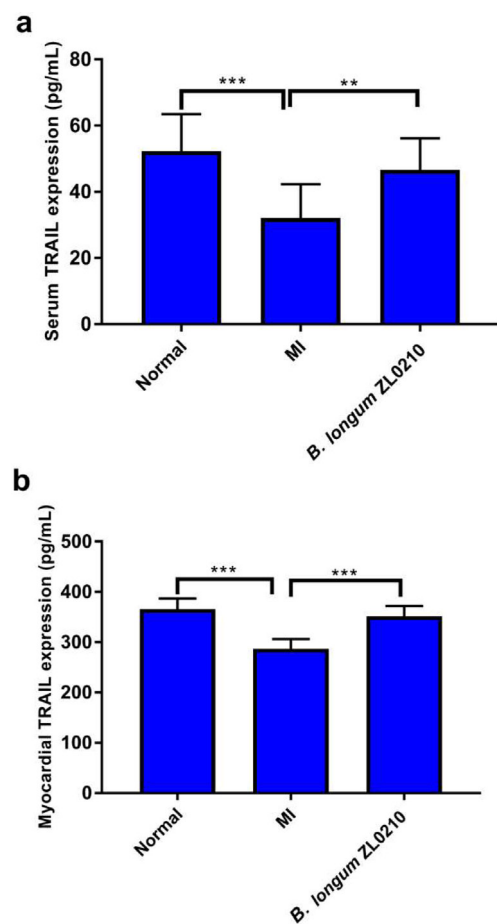 a
Serum TRAIL expression (pg/mL)
80
60
40
20
0
***
**
Normal
MI
B. longum ZL0210
b
Myocardial TRAIL expression (pg/mL)
500
400
300
200
100
0
***
***
Normal
MI
B. longum ZL0210